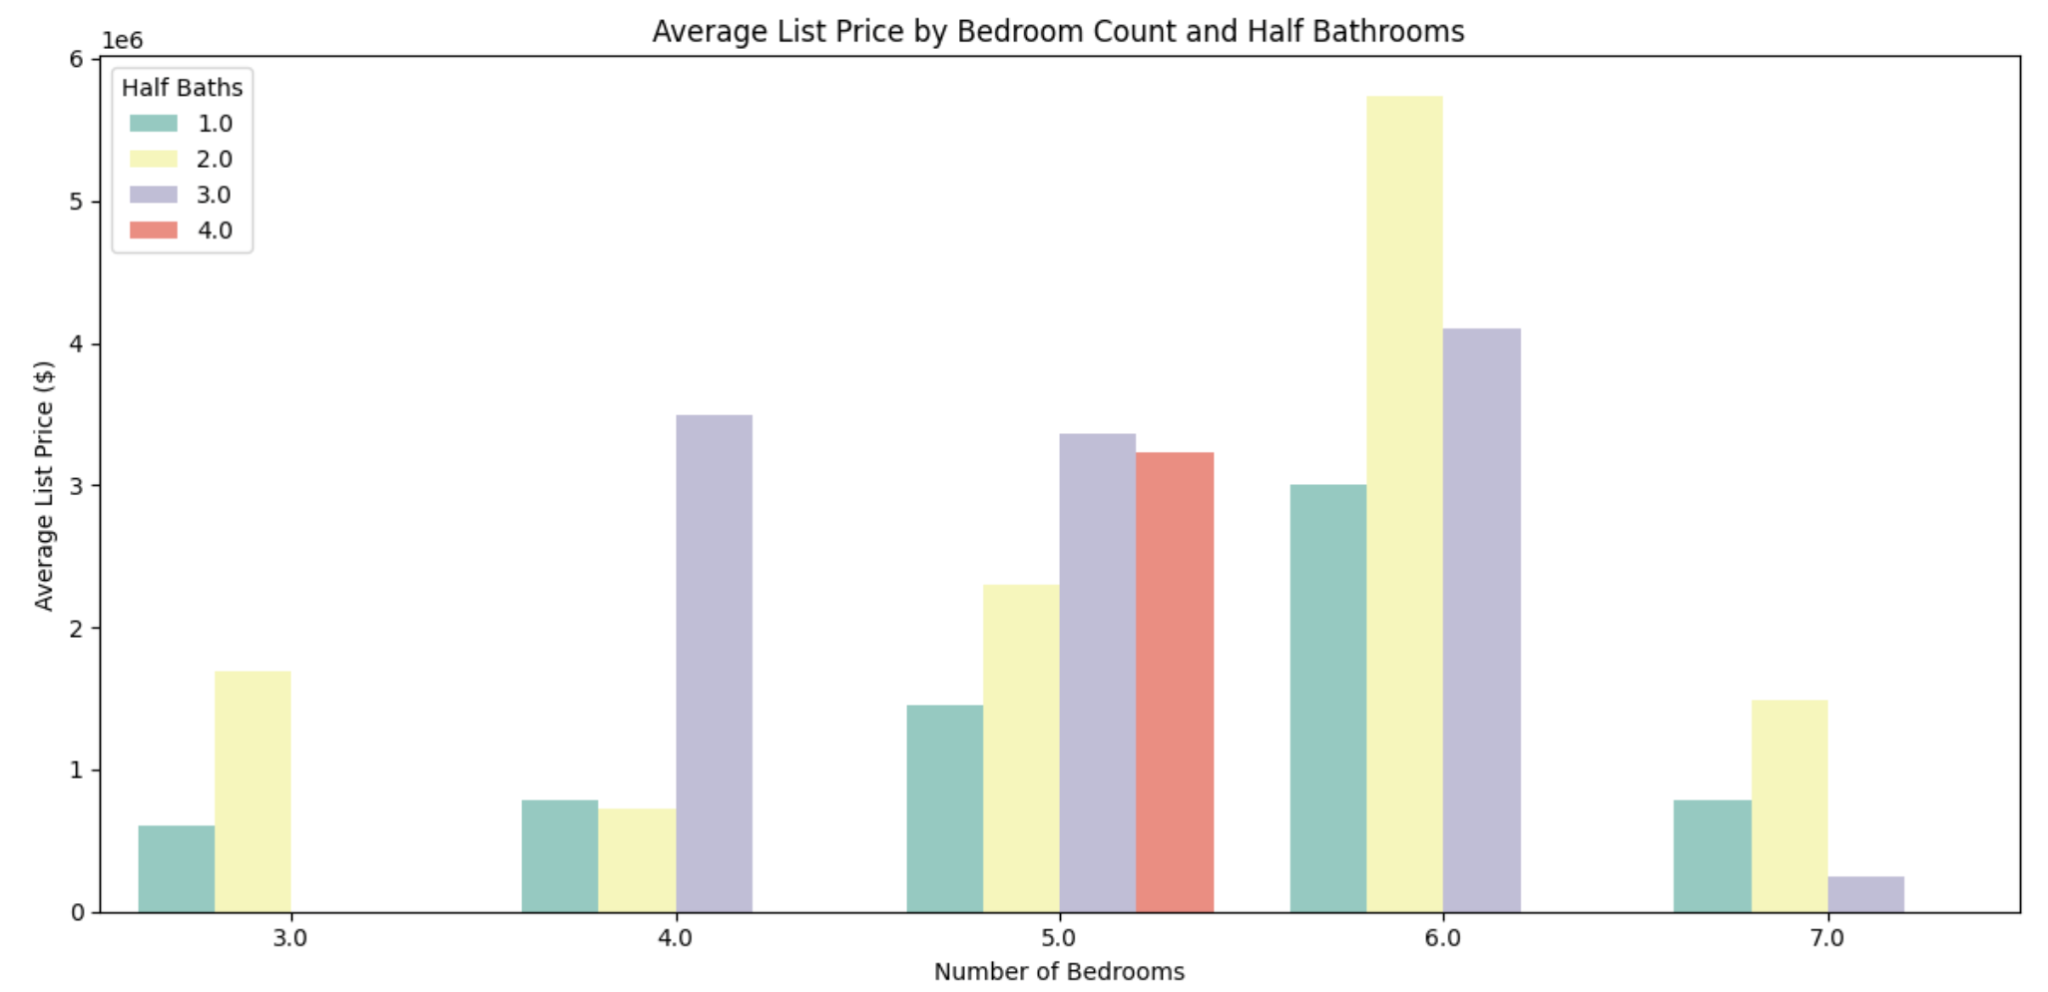 Average List Price by Bedroom Count and Half Bathrooms
1e6
6
5
4
3
2
1
0
Average List Price ($)
Half Baths
1.0
2.0
3.0
4.0
3.0 4.0 5.0 6.0 7.0
Number of Bedrooms